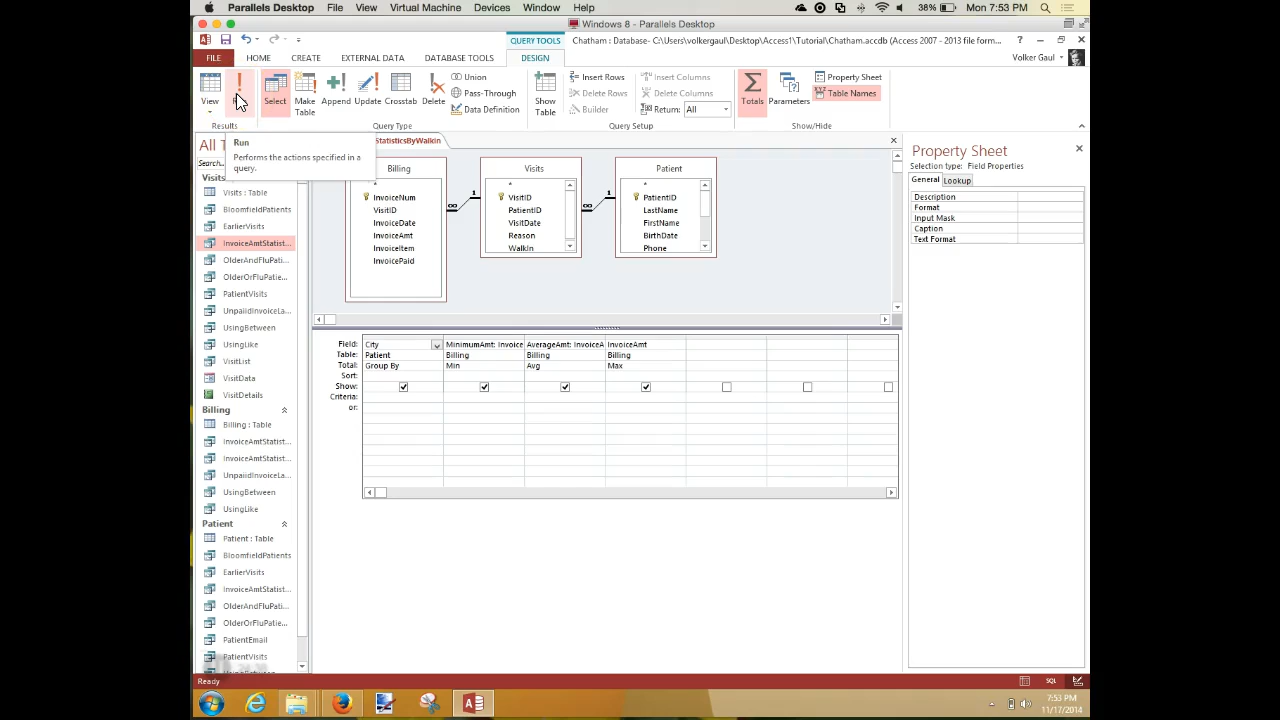 Parallels Desktop File View Virtual Machine Devices Window Help 38% Mon 7:53 PM
Windows 8 - Parallels Desktop
QUERY TOOLS Chatham : Database- C:\Users\volkergaul\Desktop\Access1\Tutorial\Chatham.accdb (Access 2007 - 2013 file form...
FILE HOME CREATE EXTERNAL DATA DATABASE TOOLS DESIGN Volker Gaul
View Select Make Table Append Update Crosstab Delete
Union
Pass-Through
Data Definition
Show Table
Insert Rows
Delete Rows
Builder
Insert Columns
Delete Columns
Return: All
Totals Parameters
Property Sheet
Table Names
Results Query Type Query Setup Show/Hide
Run
Performs the actions specified in a
query.
All T
Search..
StatisticsByWalkin
Visits
Visits : Table
BloomfieldPatients
EarlierVisits
InvoiceAmtStatist...
OlderAndFluPati...
OlderOrFluPatie...
PatientVisits
UnpaidInvoiceLa...
UsingBetween
UsingLike
VisitList
VisitData
VisitDetails
Billing
Billing : Table
InvoiceAmtStatist...
InvoiceAmtStatist...
UnpaidInvoiceLa...
UsingBetween
UsingLike
Patient
Patient : Table
BloomfieldPatients
EarlierVisits
InvoiceAmtStatist...
OlderAndFluPati...
OlderOrFluPatie...
PatientEmail
PatientVisits
Billing
*
InvoiceNum
VisitID
InvoiceDate
InvoiceAmt
InvoiceItem
InvoicePaid
∞ 1
Visits
*
VisitID
PatientID
VisitDate
Reason
WalkIn
∞ 1
Patient
*
PatientID
LastName
FirstName
BirthDate
Phone
Field: City MinimumAmt: Invoice AverageAmt: InvoiceA InvoiceAmt
Table: Patient Billing Billing Billing
Total: Group By Min Avg Max
Sort:
Show:
Criteria:
or:
Property Sheet
Selection type: Field Properties
General Lookup
Description
Format
Input Mask
Caption
Text Format
Ready SQL
7:53 PM
11/17/2014